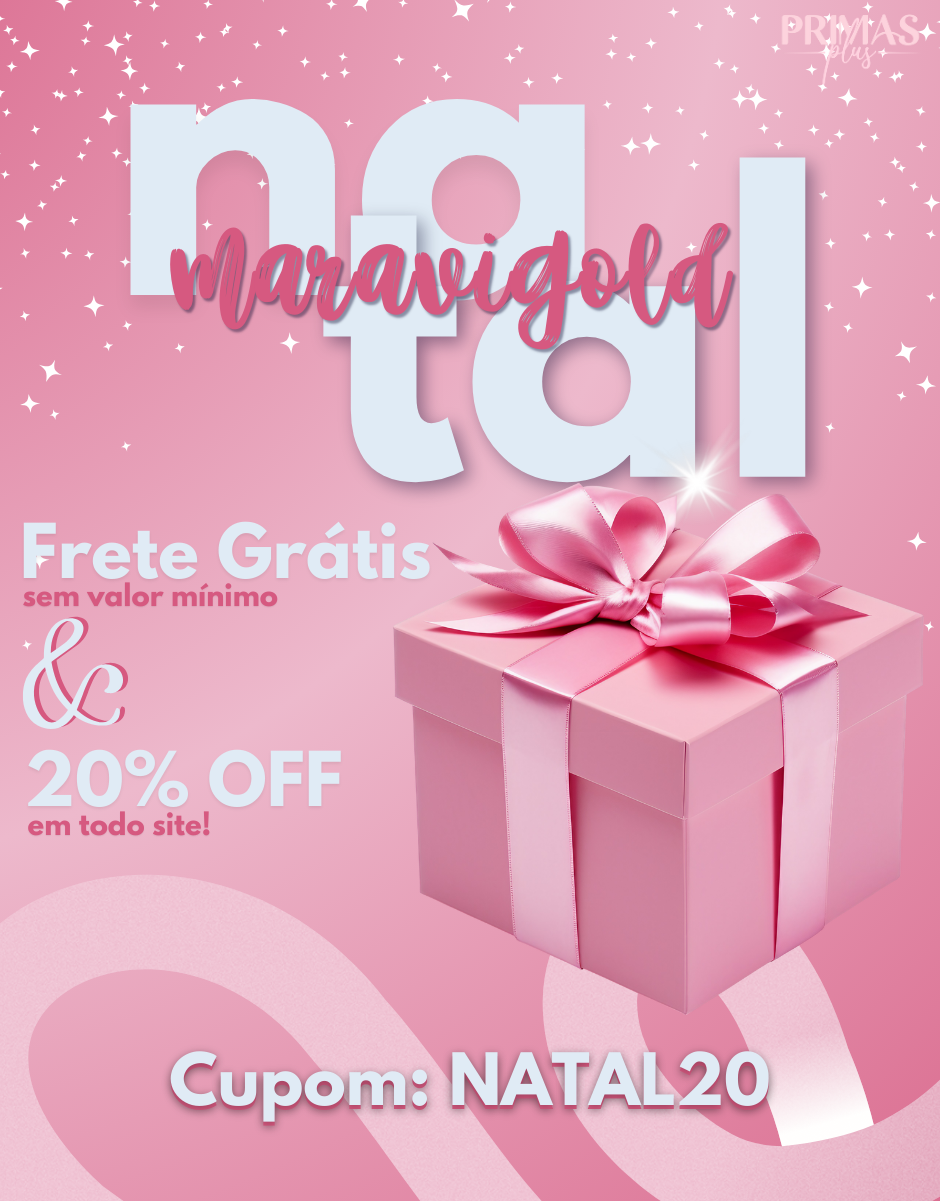 PRIMAS
plus
na
maravigold
tal
Frete Grátis
sem valor mínimo
&
20% OFF
em todo site!
Cupom: NATAL20